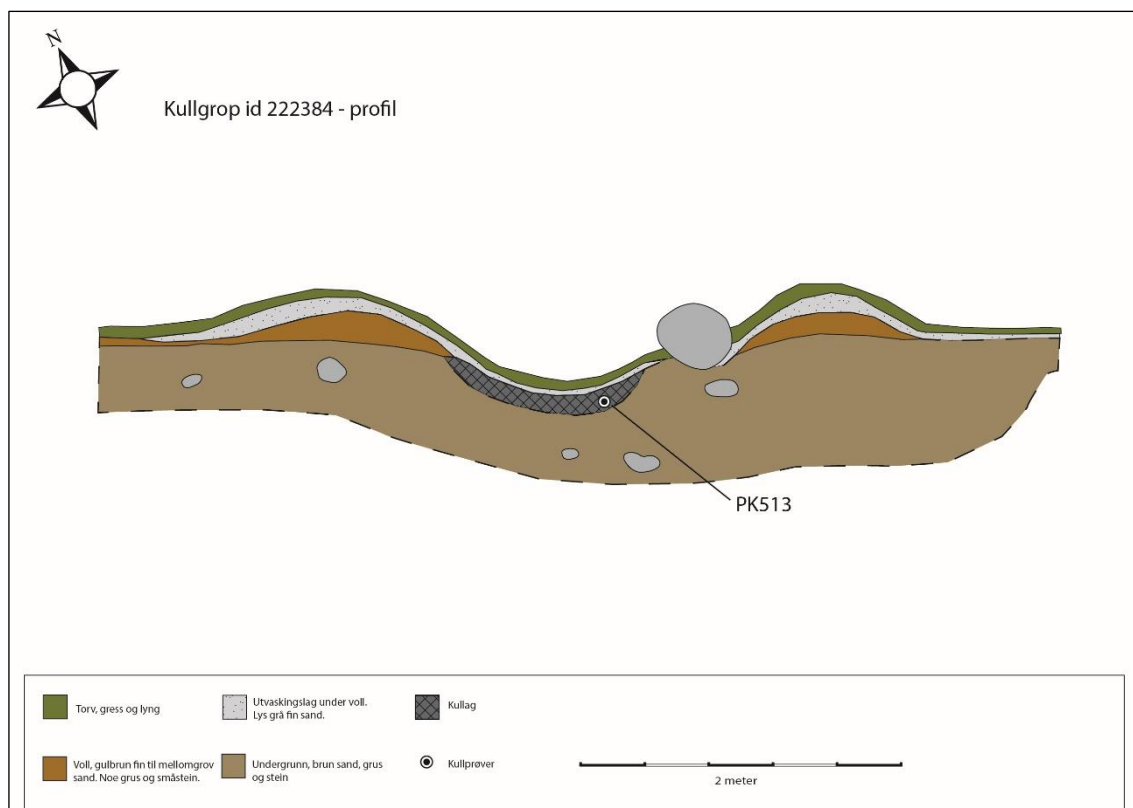 N
Kullgrop id 222384 - profil
PK513
Torv, gress og lyng
Utvaskingslag under voll.
Lys grå fin sand.
Kullag
Voll, gulbrun fin til mellomgrov
sand. Noe grus og småstein.
Undergrunn, brun sand, grus
og stein
Kullprøver
2 meter